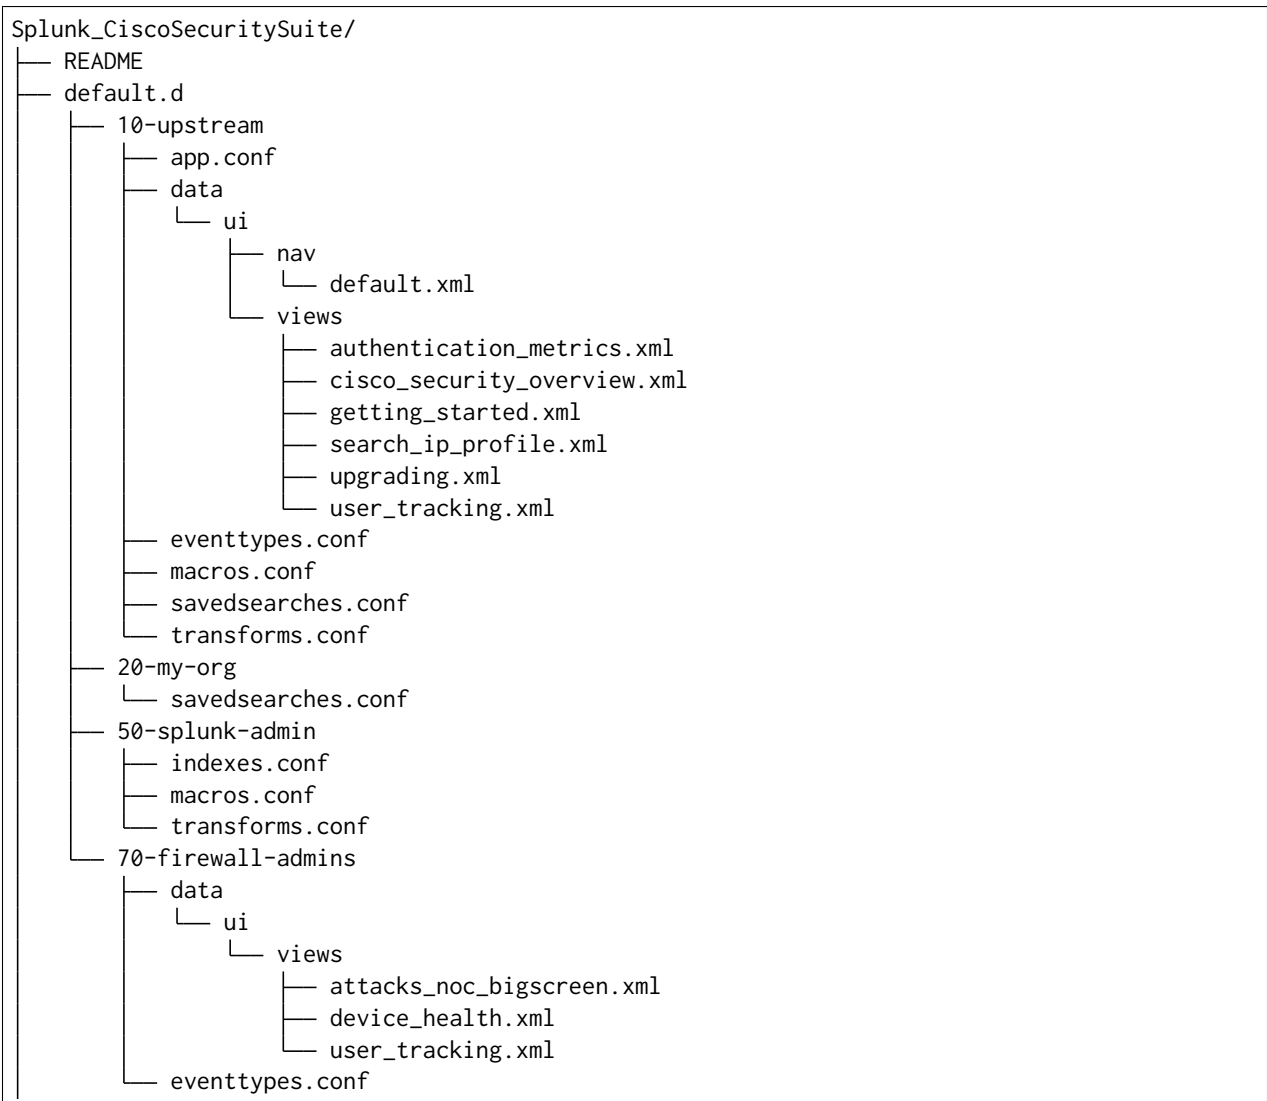 Splunk_CiscoSecuritySuite/
├── README
├── default.d
│   ├── 10-upstream
│   │   ├── app.conf
│   │   ├── data
│   │   │   └── ui
│   │   │       ├── nav
│   │   │       │   └── default.xml
│   │   │       └── views
│   │   │           ├── authentication_metrics.xml
│   │   │           ├── cisco_security_overview.xml
│   │   │           ├── getting_started.xml
│   │   │           ├── search_ip_profile.xml
│   │   │           ├── upgrading.xml
│   │   │           └── user_tracking.xml
│   │   ├── eventtypes.conf
│   │   ├── macros.conf
│   │   ├── savedsearches.conf
│   │   └── transforms.conf
│   ├── 20-my-org
│   │   └── savedsearches.conf
│   ├── 50-splunk-admin
│   │   ├── indexes.conf
│   │   ├── macros.conf
│   │   └── transforms.conf
│   └── 70-firewall-admins
│       ├── data
│       │   └── ui
│       │       └── views
│       │           ├── attacks_noc_bigscreen.xml
│       │           ├── device_health.xml
│       │           └── user_tracking.xml
│       └── eventtypes.conf